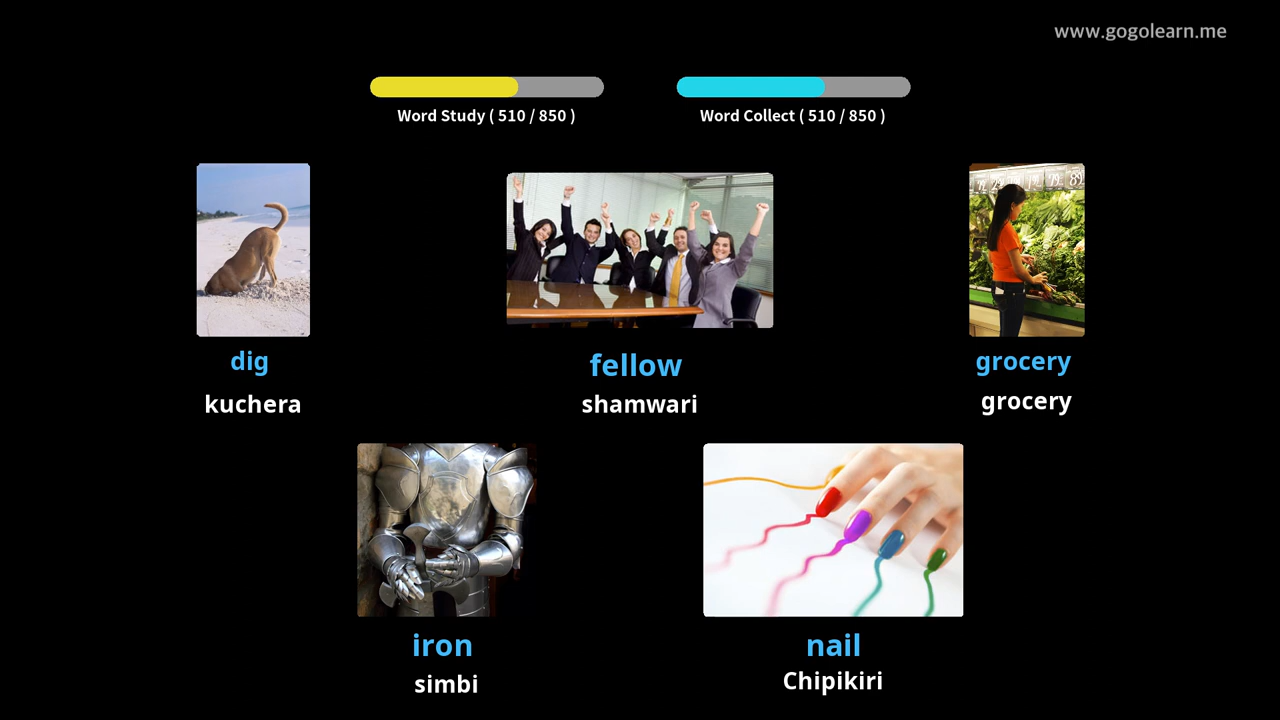 www.gogolearn.me
Word Study ( 510 / 850 )
Word Collect ( 510 / 850 )
dig
kuchera
fellow
shamwari
grocery
grocery
iron
simbi
nail
Chipikiri